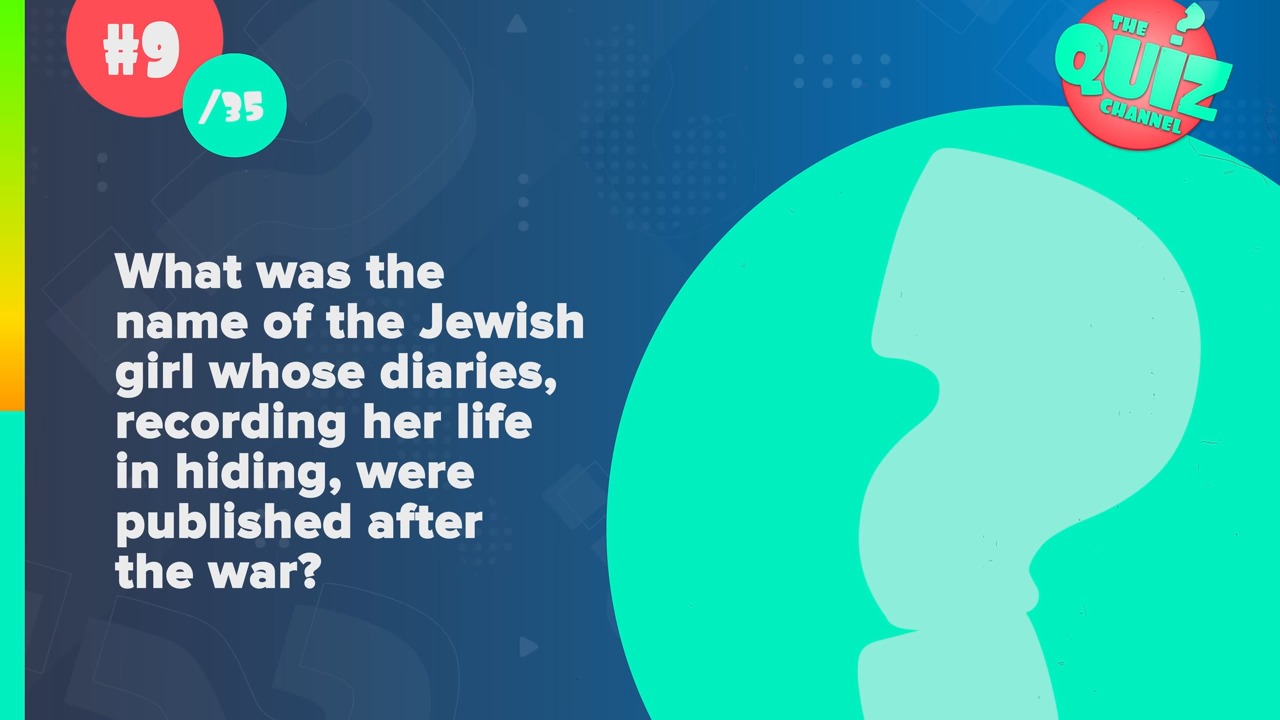 #9
/35
THE
QUIZ
CHANNEL
What was the
name of the Jewish
girl whose diaries,
recording her life
in hiding, were
published after
the war?